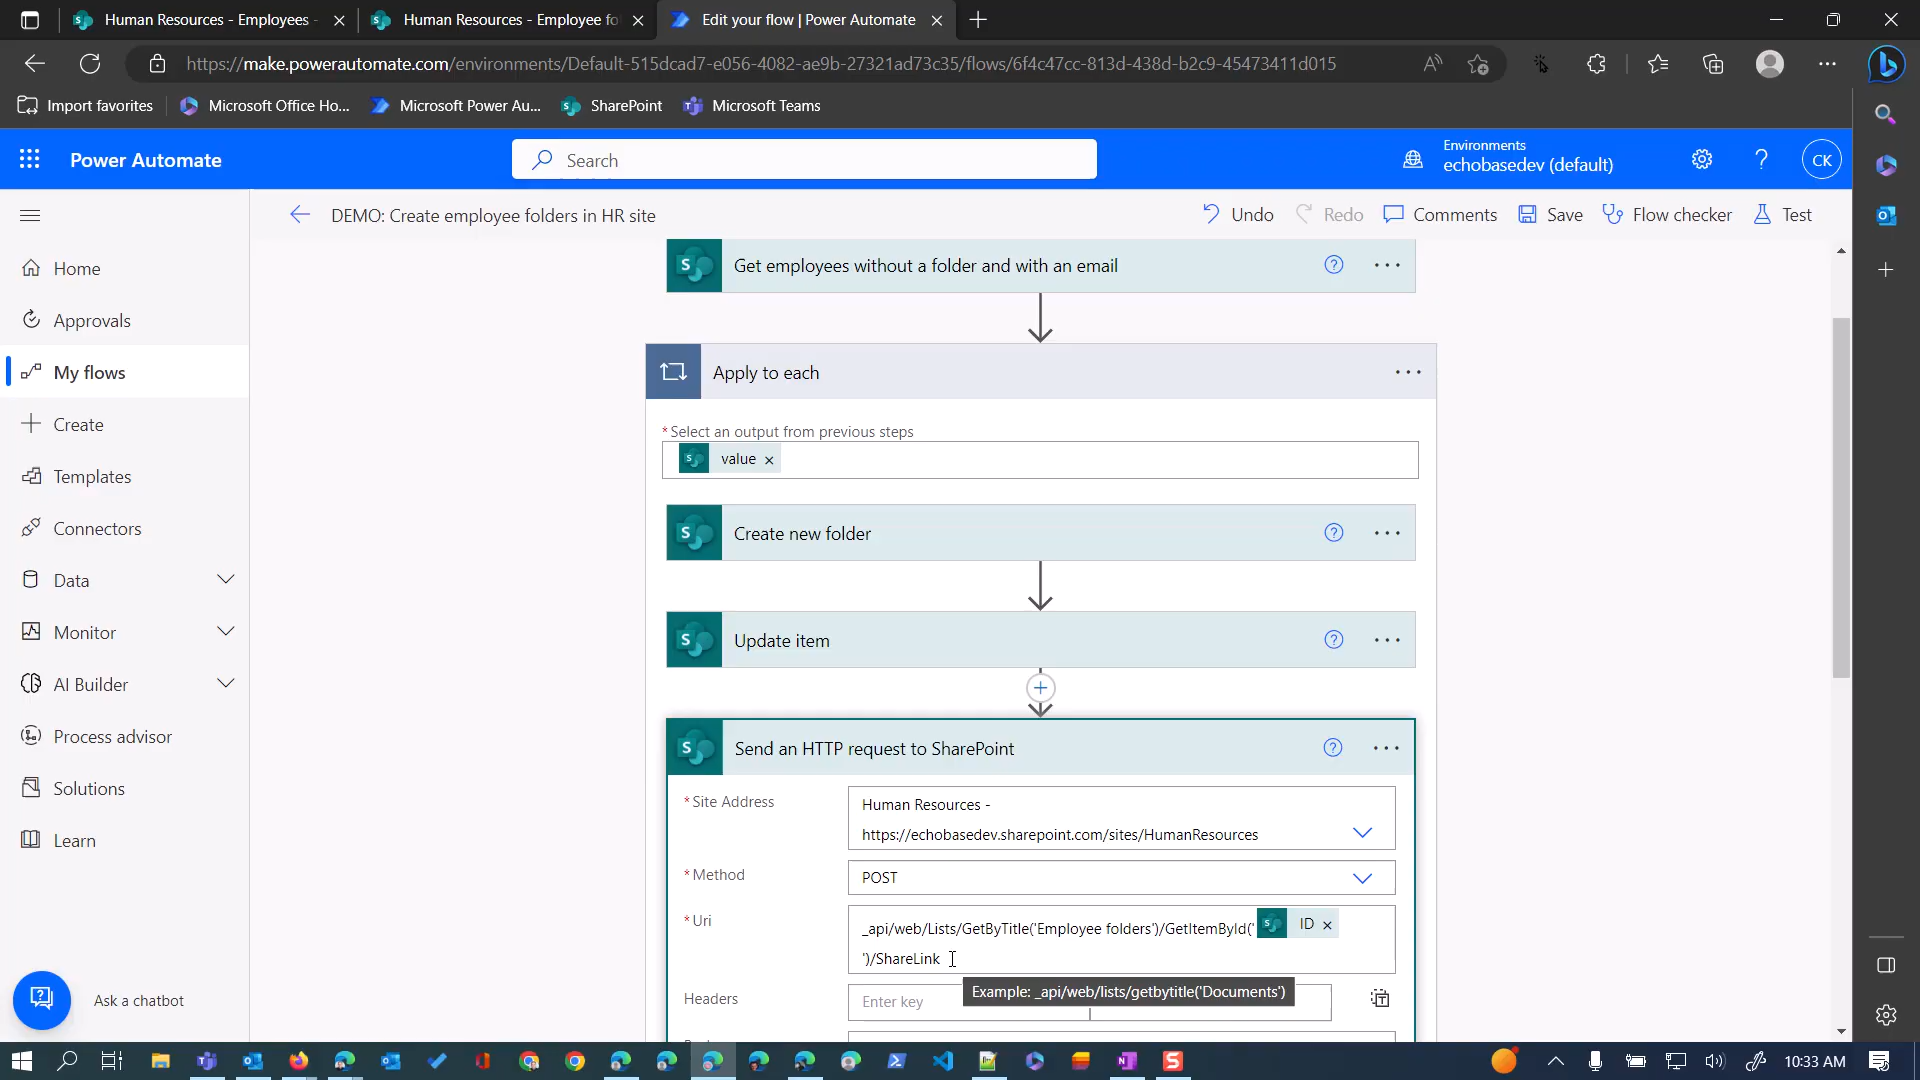 Human Resources - Employees -
Human Resources - Employee fo
Edit your flow | Power Automate
https://make.powerautomate.com/environments/Default-515dcad7-e056-4082-ae9b-27321ad73c35/flows/6f4c47cc-813d-438d-b2c9-45473411d015
Import favorites
Microsoft Office Ho...
Microsoft Power Au...
SharePoint
Microsoft Teams
Power Automate
Search
Environments
echobasedev (default)
CK
DEMO: Create employee folders in HR site
Undo
Redo
Comments
Save
Flow checker
Test
Home
Approvals
My flows
Create
Templates
Connectors
Data
Monitor
AI Builder
Process advisor
Solutions
Learn
Ask a chatbot
Get employees without a folder and with an email
Apply to each
*Select an output from previous steps
value
Create new folder
Update item
Send an HTTP request to SharePoint
*Site Address
Human Resources -
https://echobasedev.sharepoint.com/sites/HumanResources
*Method
POST
*Uri
_api/web/Lists/GetByTitle('Employee folders')/GetItemById(' ID
')/ShareLink
Headers
Enter key
Example: _api/web/lists/getbytitle('Documents')
10:33 AM